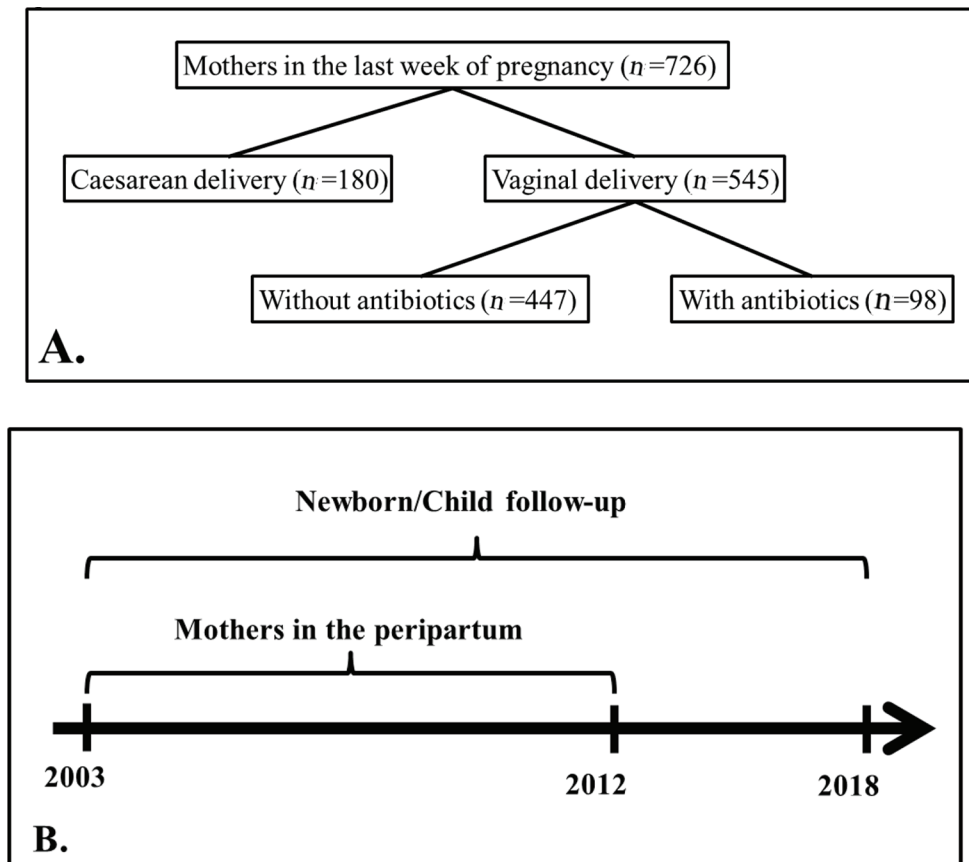 Mothers in the last week of pregnancy (n=726)
Caesarean delivery (n=180)
Vaginal delivery (n=545)
Without antibiotics (n=447)
With antibiotics (n=98)
A.
Newborn/Child follow-up
Mothers in the peripartum
2003
2012
2018
B.